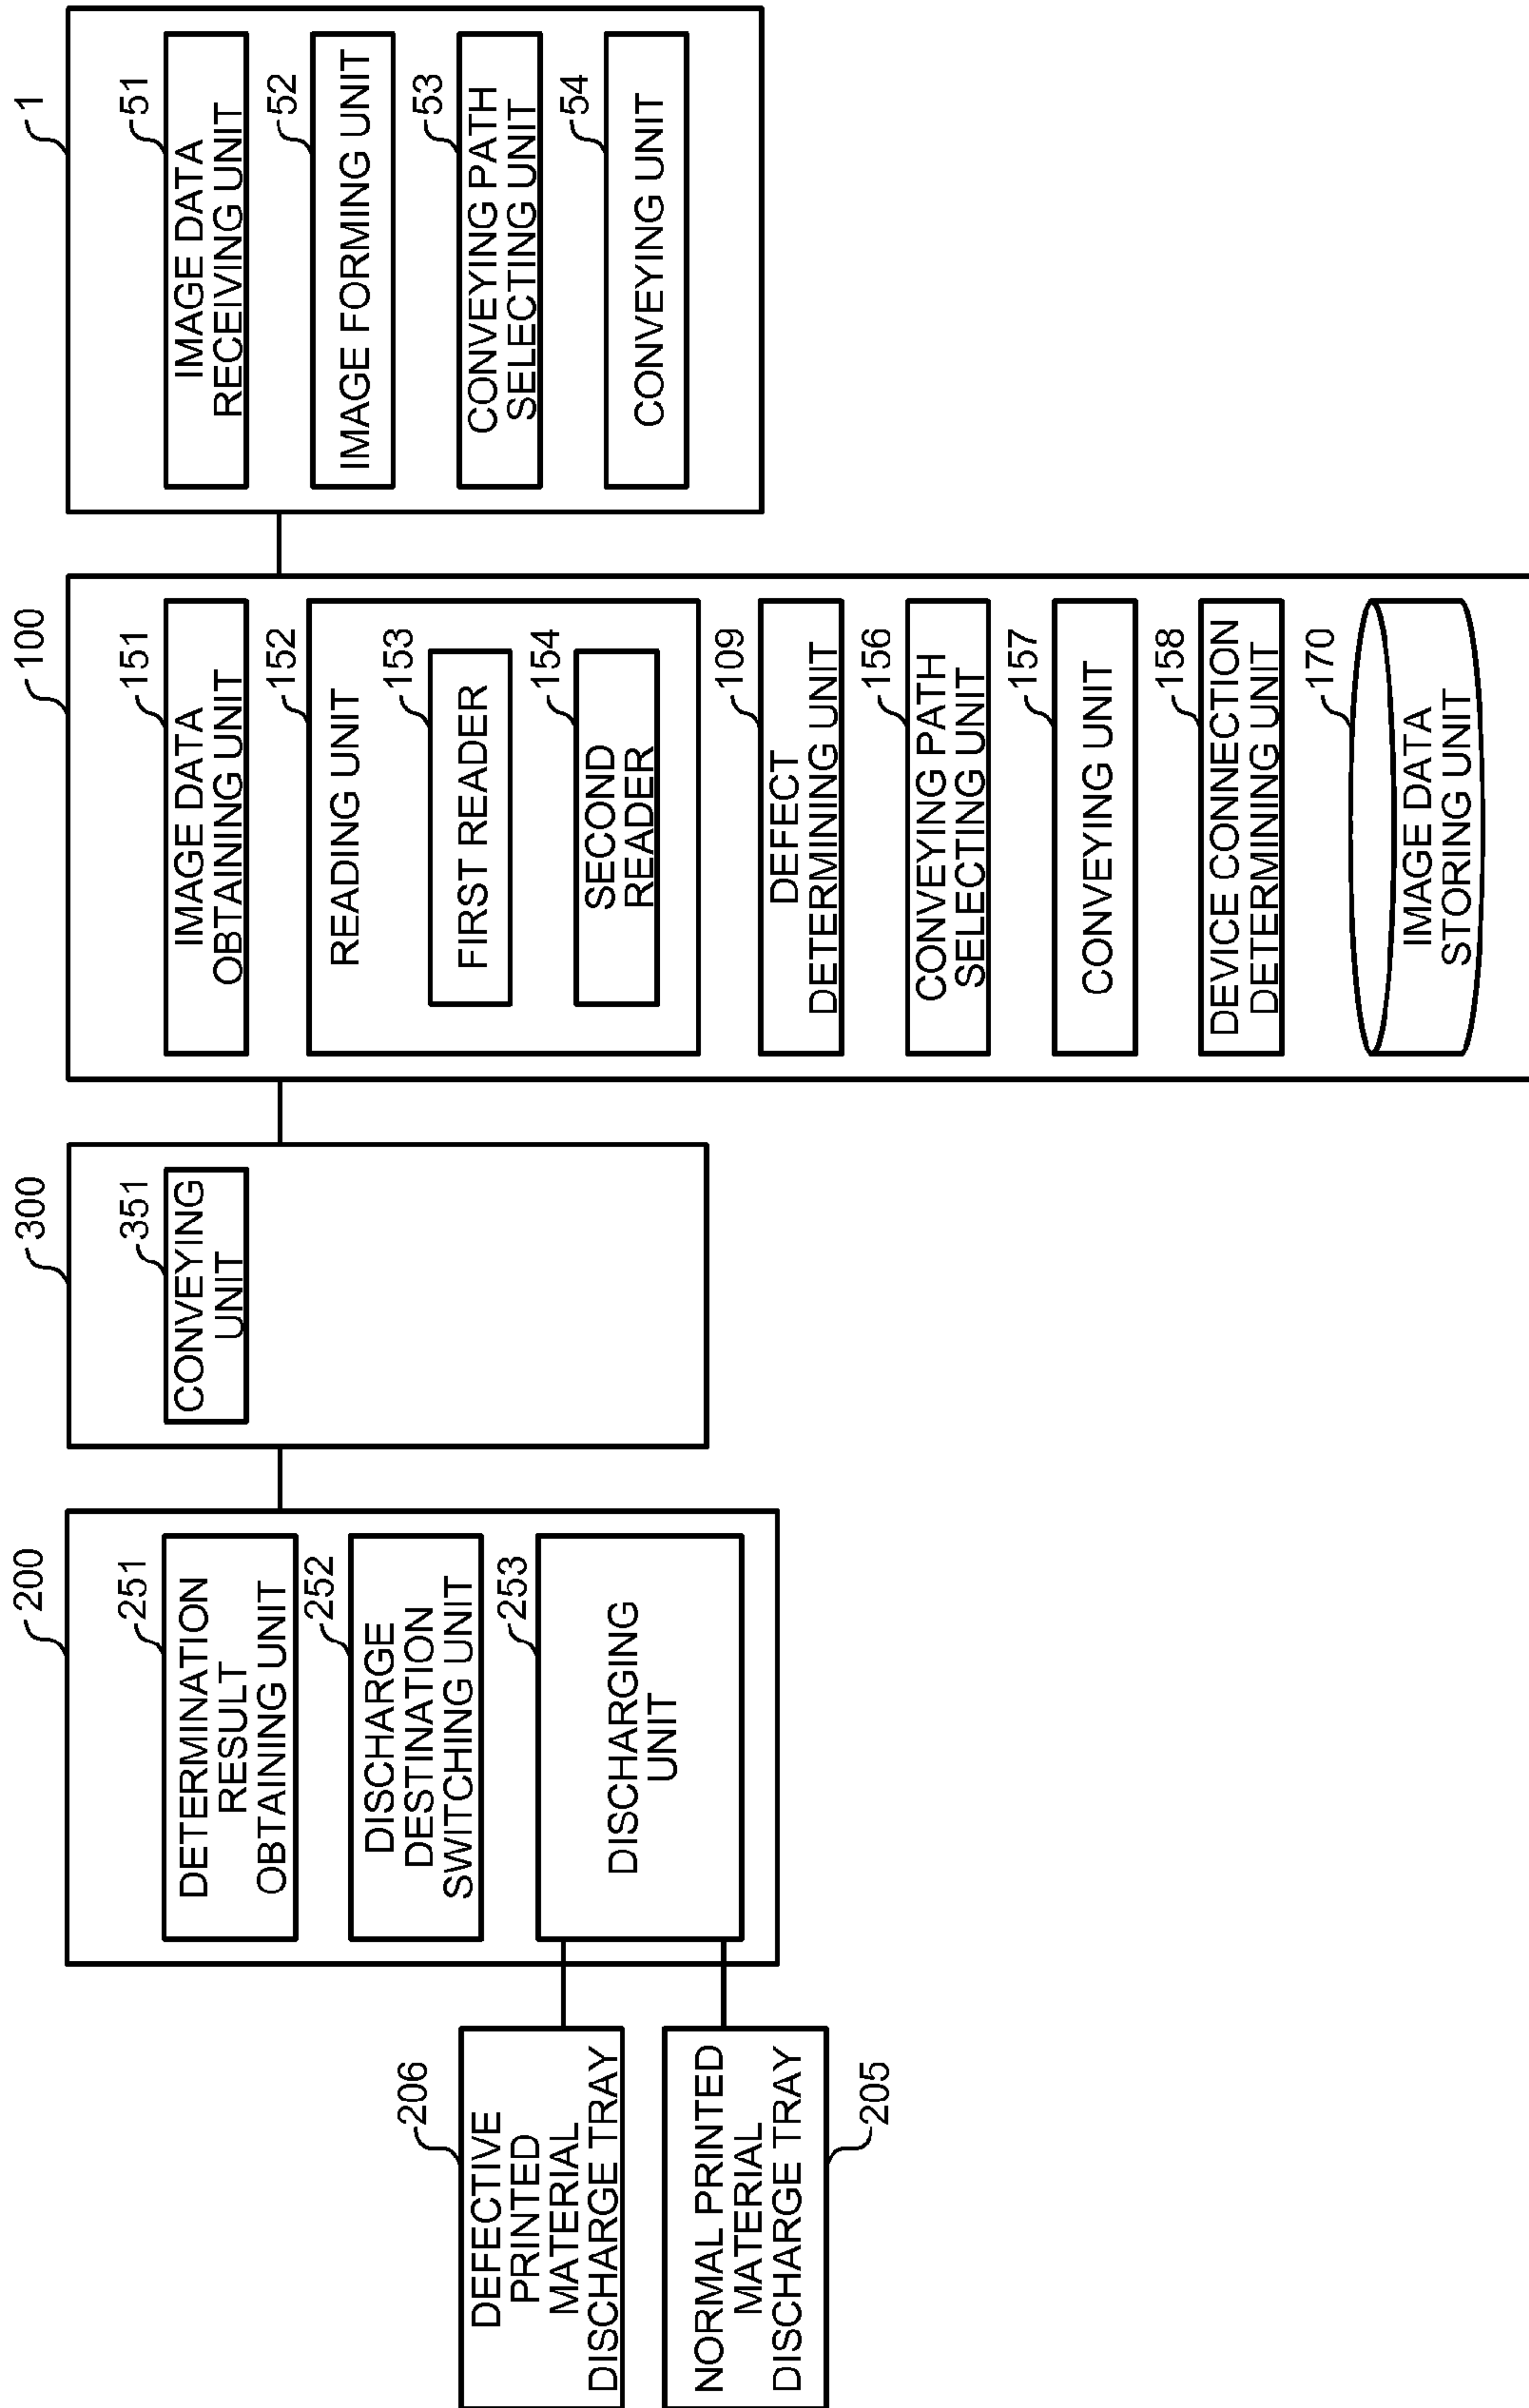 1
51
IMAGE DATA
RECEIVING UNIT
52
IMAGE FORMING UNIT
53
CONVEYING PATH
SELECTING UNIT
54
CONVEYING UNIT
100
151
IMAGE DATA
OBTAINING UNIT
152
READING UNIT
153
FIRST READER
154
SECOND
READER
109
DEFECT
DETERMINING UNIT
156
CONVEYING PATH
SELECTING UNIT
157
CONVEYING UNIT
158
DEVICE CONNECTION
DETERMINING UNIT
170
IMAGE DATA
STORING UNIT
300
351
CONVEYING
UNIT
200
251
DETERMINATION
RESULT
OBTAINING UNIT
252
DISCHARGE
DESTINATION
SWITCHING UNIT
253
DISCHARGING
UNIT
206
DEFECTIVE
PRINTED
MATERIAL
DISCHARGE TRAY
NORMAL PRINTED
MATERIAL
DISCHARGE TRAY
205